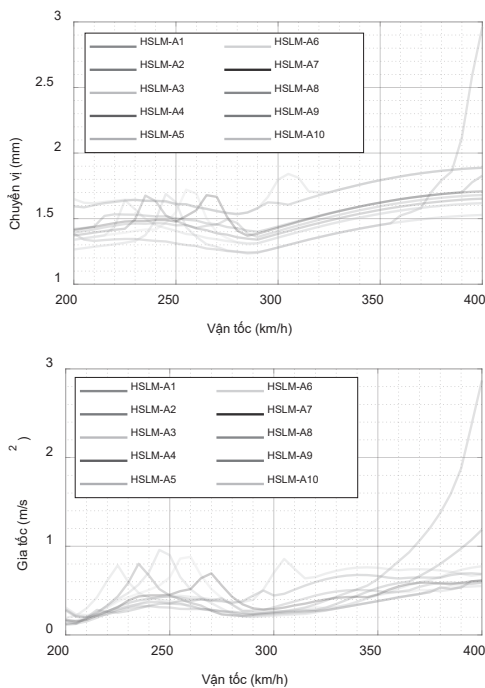 3
2.5
2
1.5
1
Chuyển vị (mm)
HSLM-A1
HSLM-A2
HSLM-A3
HSLM-A4
HSLM-A5
HSLM-A6
HSLM-A7
HSLM-A8
HSLM-A9
HSLM-A10
200 250 300 350 400
Vận tốc (km/h)
3
2
1
0
Gia tốc (m/s2)
HSLM-A1
HSLM-A2
HSLM-A3
HSLM-A4
HSLM-A5
HSLM-A6
HSLM-A7
HSLM-A8
HSLM-A9
HSLM-A10
200 250 300 350 400
Vận tốc (km/h)